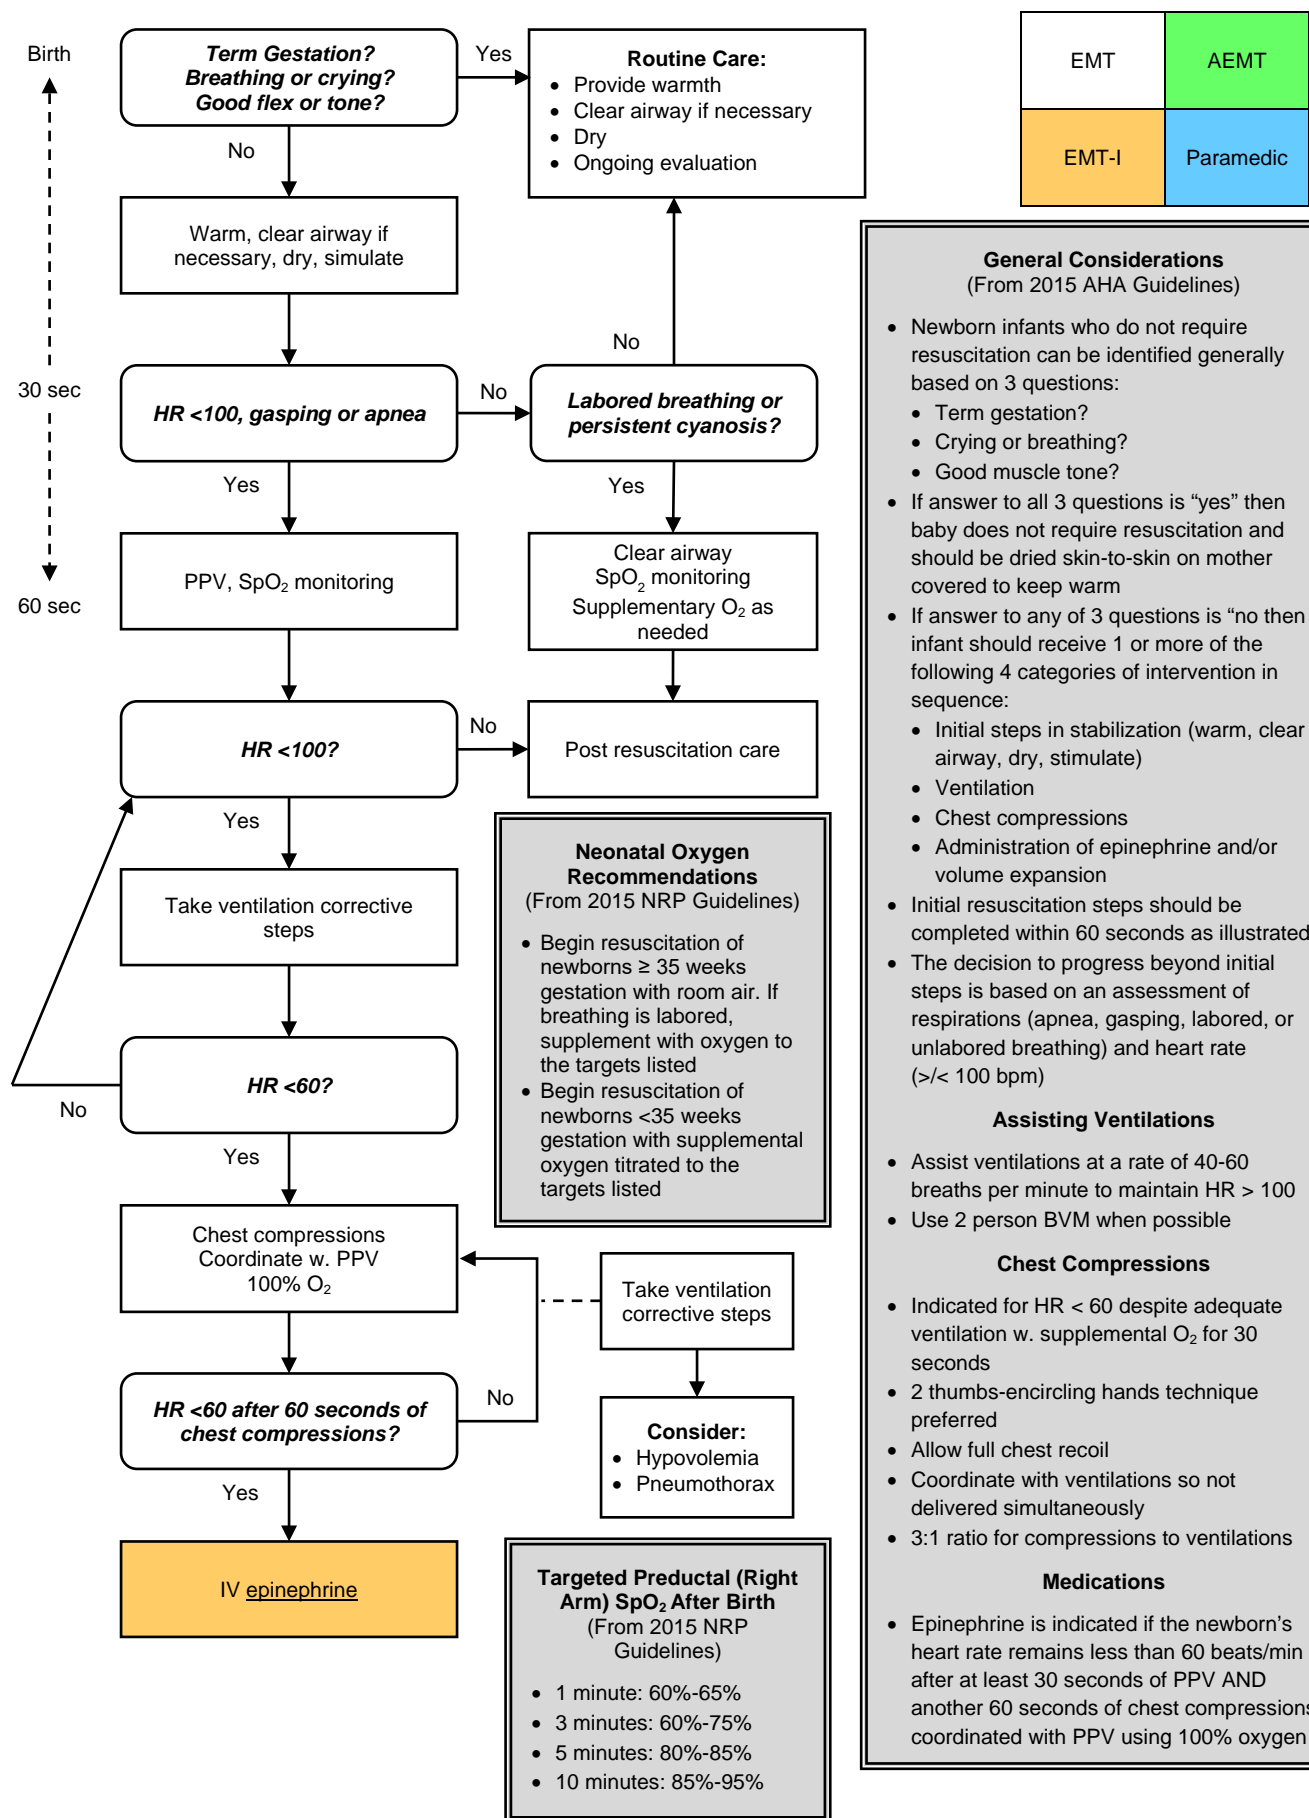 Birth
Term Gestation?
Breathing or crying?
Good flex or tone?
Yes
Routine Care:
• Provide warmth
• Clear airway if necessary
• Dry
• Ongoing evaluation
EMT
AEMT
EMT-I
Paramedic
No
Warm, clear airway if
necessary, dry, simulate
30 sec
HR <100, gasping or apnea
No
Labored breathing or
persistent cyanosis?
No
Yes
Yes
60 sec
PPV, SpO₂ monitoring
Clear airway
SpO₂ monitoring
Supplementary O₂ as
needed
HR <100?
No
Post resuscitation care
Yes
Take ventilation corrective
steps
HR <60?
No
Yes
Chest compressions
Coordinate w. PPV
100% O₂
Take ventilation
corrective steps
HR <60 after 60 seconds of
chest compressions?
No
Consider:
• Hypovolemia
• Pneumothorax
Yes
IV epinephrine
Neonatal Oxygen
Recommendations
(From 2015 NRP Guidelines)
• Begin resuscitation of
newborns ≥ 35 weeks
gestation with room air. If
breathing is labored,
supplement with oxygen to
the targets listed
• Begin resuscitation of
newborns <35 weeks
gestation with supplemental
oxygen titrated to the
targets listed
Targeted Preductal (Right
Arm) SpO₂ After Birth
(From 2015 NRP
Guidelines)
• 1 minute: 60%-65%
• 3 minutes: 60%-75%
• 5 minutes: 80%-85%
• 10 minutes: 85%-95%
General Considerations
(From 2015 AHA Guidelines)
• Newborn infants who do not require
resuscitation can be identified generally
based on 3 questions:
• Term gestation?
• Crying or breathing?
• Good muscle tone?
• If answer to all 3 questions is “yes” then
baby does not require resuscitation and
should be dried skin-to-skin on mother
covered to keep warm
• If answer to any of 3 questions is “no then
infant should receive 1 or more of the
following 4 categories of intervention in
sequence:
• Initial steps in stabilization (warm, clear
airway, dry, stimulate)
• Ventilation
• Chest compressions
• Administration of epinephrine and/or
volume expansion
• Initial resuscitation steps should be
completed within 60 seconds as illustrated
• The decision to progress beyond initial
steps is based on an assessment of
respirations (apnea, gasping, labored, or
unlabored breathing) and heart rate
(>/< 100 bpm)
Assisting Ventilations
• Assist ventilations at a rate of 40-60
breaths per minute to maintain HR > 100
• Use 2 person BVM when possible
Chest Compressions
• Indicated for HR < 60 despite adequate
ventilation w. supplemental O₂ for 30
seconds
• 2 thumbs-encircling hands technique
preferred
• Allow full chest recoil
• Coordinate with ventilations so not
delivered simultaneously
• 3:1 ratio for compressions to ventilations
Medications
• Epinephrine is indicated if the newborn’s
heart rate remains less than 60 beats/min
after at least 30 seconds of PPV AND
another 60 seconds of chest compressions
coordinated with PPV using 100% oxygen